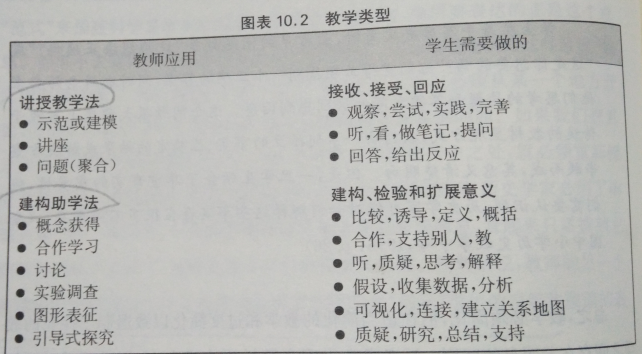 图表 10.2 教学类型
教师应用 学生需要做的
讲授教学法 接收、接受、回应
● 示范或建模 ● 观察,尝试,实践,完善
● 讲座 ● 听,看,做笔记,提问
● 问题(聚合) ● 回答,给出反应
建构助学法 建构、检验和扩展意义
● 概念获得 ● 比较,诱导,定义,概括
● 合作学习 ● 合作,支持别人,教
● 讨论 ● 听,质疑,思考,解释
● 实验调查 ● 假设,收集数据,分析
● 图形表征 ● 可视化,连接,建立关系地图
● 引导式探究 ● 质疑,研究,总结,支持